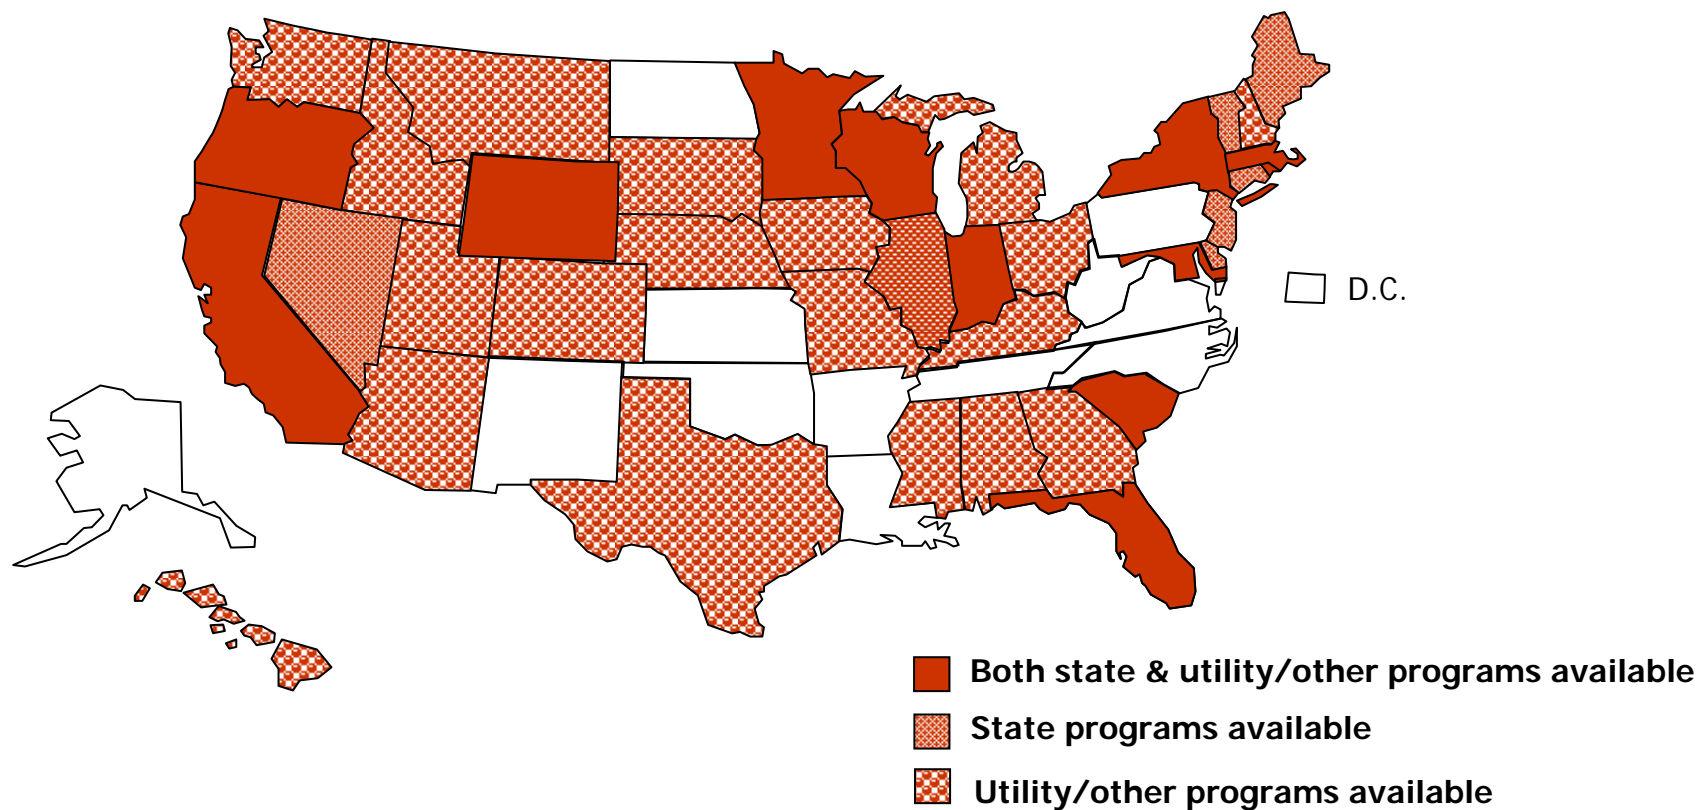 D.C.
Both state & utility/other programs available
State programs available
Utility/other programs available